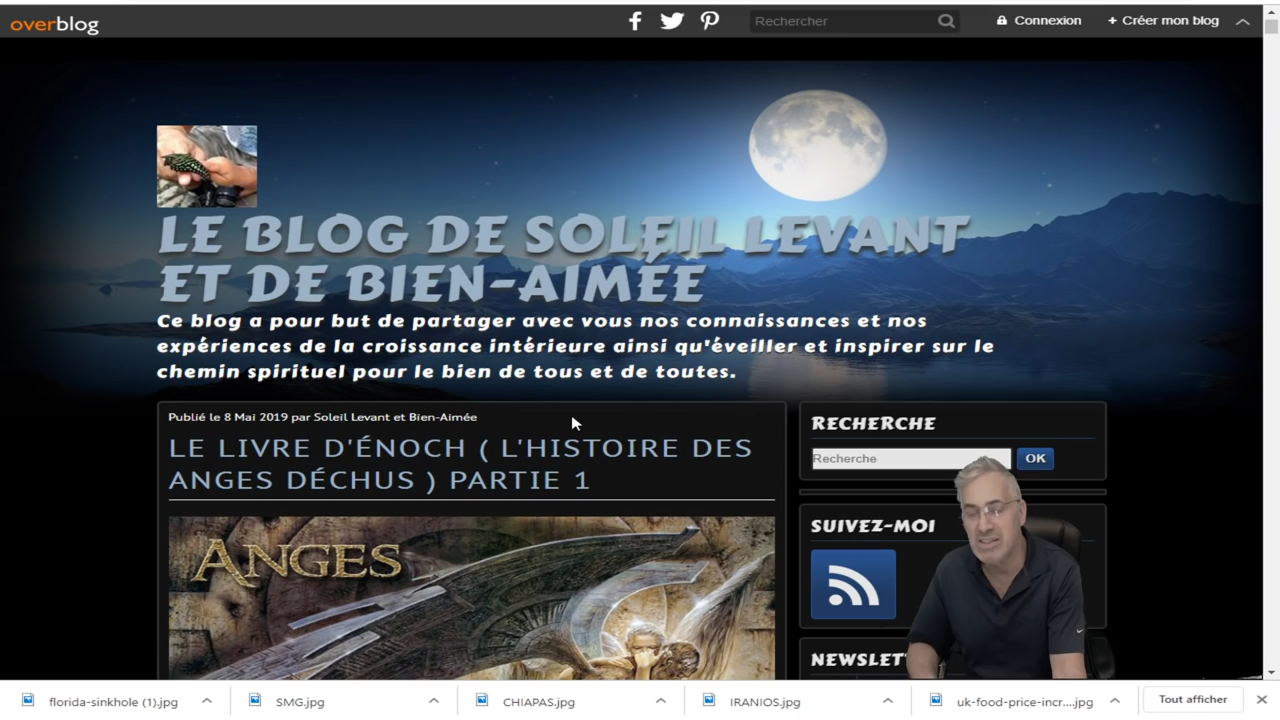 overblog
Rechercher
Connexion
+ Créer mon blog
LE BLOG DE SOLEIL LEVANT
ET DE BIEN-AIMÉE
Ce blog a pour but de partager avec vous nos connaissances et nos
expériences de la croissance intérieure ainsi qu'éveiller et inspirer sur le
chemin spirituel pour le bien de tous et de toutes.
Publié le 8 Mai 2019 par Soleil Levant et Bien-Aimée
LE LIVRE D'ÉNOCH ( L'HISTOIRE DES
ANGES DÉCHUS ) PARTIE 1
ANGES
RECHERCHE
Recherche
OK
SUIVEZ-MOI
NEWSLET
florida-sinkhole (1).jpg
SMG.jpg
CHIAPAS.jpg
IRANIOS.jpg
uk-food-price-incr....jpg
Tout afficher